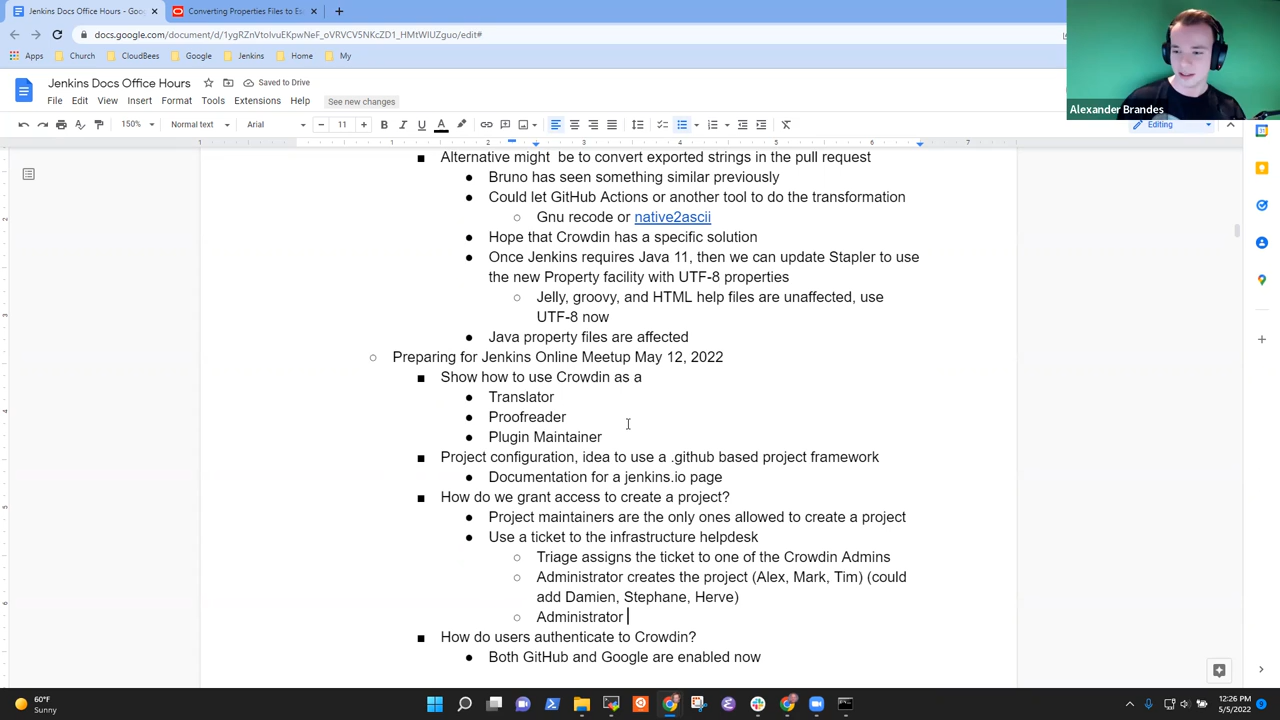 Jenkins Docs Office Hours - Goo
Converting Properties Files to Es
docs.google.com/document/d/1ygRZnVtoIvuEKpwNeF_oVRVCV5NKcZD1_HMtWIUZguo/edit#
Apps
Church
CloudBees
Google
Jenkins
Home
My
Jenkins Docs Office Hours
Saved to Drive
File Edit View Insert Format Tools Extensions Help
See new changes
150% Normal text Arial 11
Editing
Alexander Brandes
Alternative might be to convert exported strings in the pull request
Bruno has been something similar previously
Could let GitHub Actions or another tool to do the transformation
Gnu recode or native2ascii
Hope that Crowdin has a specific solution
Once Jenkins requires Java 11, then we can update Stapler to use
the new Property facility with UTF-8 properties
Jelly, groovy, and HTML help files are unaffected, use
UTF-8 now
Java property files are affected
Preparing for Jenkins Online Meetup May 12, 2022
Show how to use Crowdin as a
Translator
Proofreader
Plugin Maintainer
Project configuration, idea to use a .github based project framework
Documentation for a jenkins.io page
How do we grant access to create a project?
Project maintainers are the only ones allowed to create a project
Use a ticket to the infrastructure helpdesk
Triage assigns the ticket to one of the Crowdin Admins
Administrator creates the project (Alex, Mark, Tim) (could
add Damien, Stephane, Herve)
Administrator
How do users authenticate to Crowdin?
Both GitHub and Google are enabled now
60°F
Sunny
12:26 PM
5/5/2022